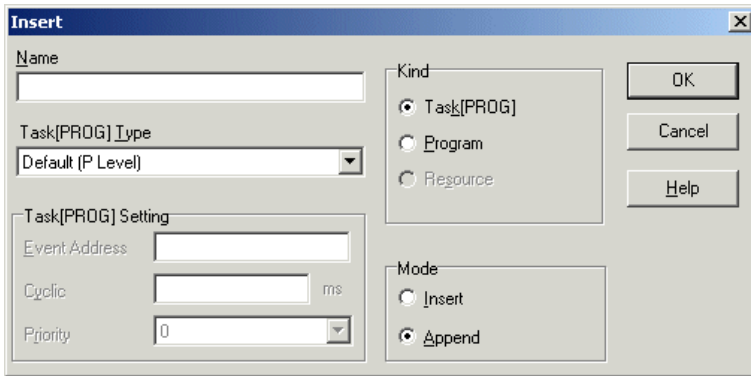 Insert
Name
Task[PROG] Type
Default (P Level)
Task[PROG] Setting
Event Address
Cyclic ms
Priority 0
Kind
Task[PROG]
Program
Resource
Mode
Insert
Append
OK
Cancel
Help